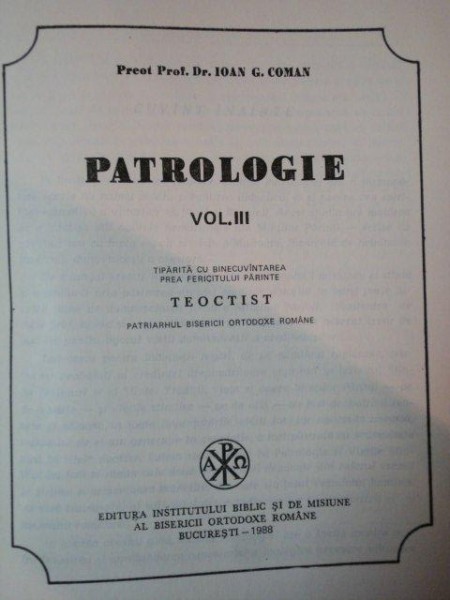 Preot Prof. Dr. IOAN G. COMAN
PATROLOGIE
VOL. III
TIPĂRITĂ CU BINECUVÎNTAREA
PREA FERICITULUI PĂRINTE
TEOCTIST
PATRIARHUL BISERICII ORTODOXE ROMÂNE
Α Ω
EDITURA INSTITUTULUI BIBLIC ȘI DE MISIUNE
AL BISERICII ORTODOXE ROMÂNE
BUCUREȘTI — 1988